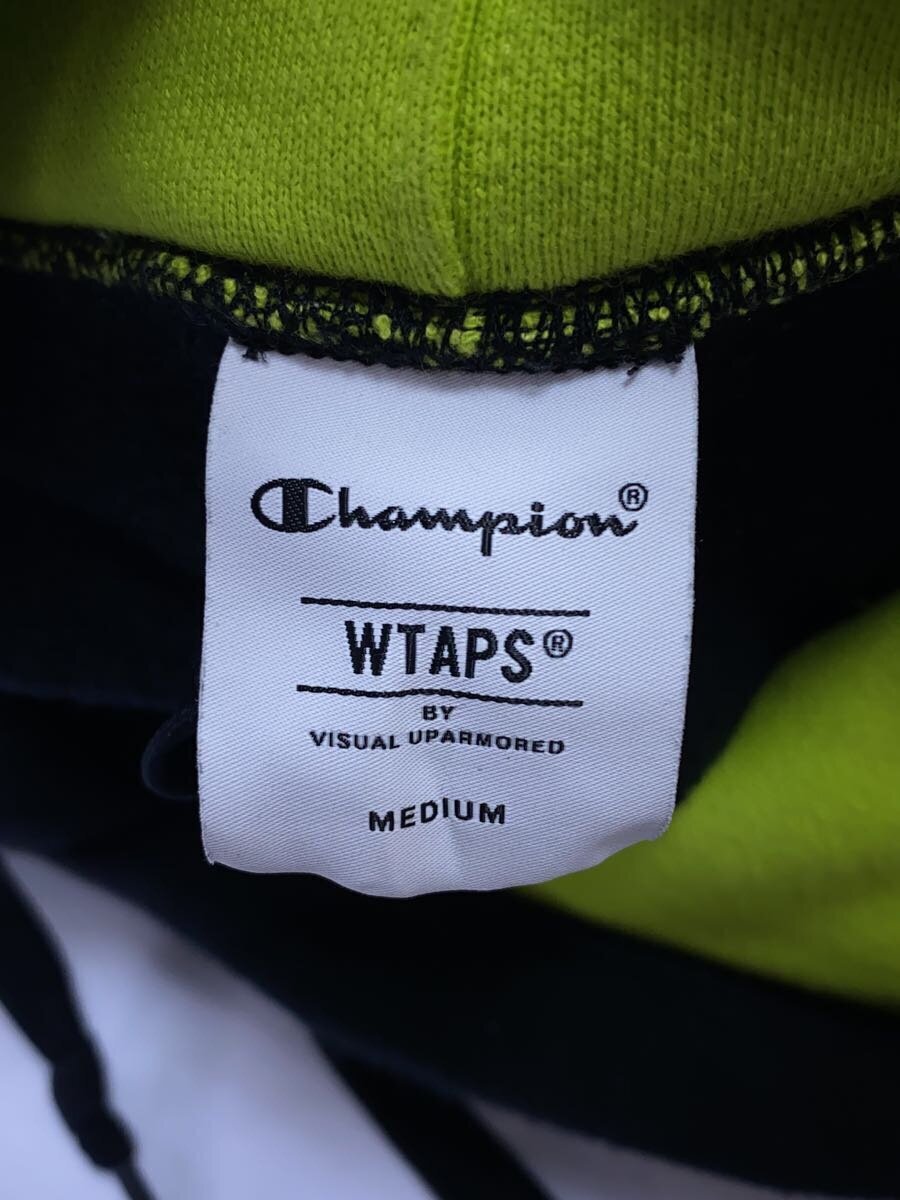 Champion®
WTAPS®
BY
VISUAL UPARMORED
MEDIUM